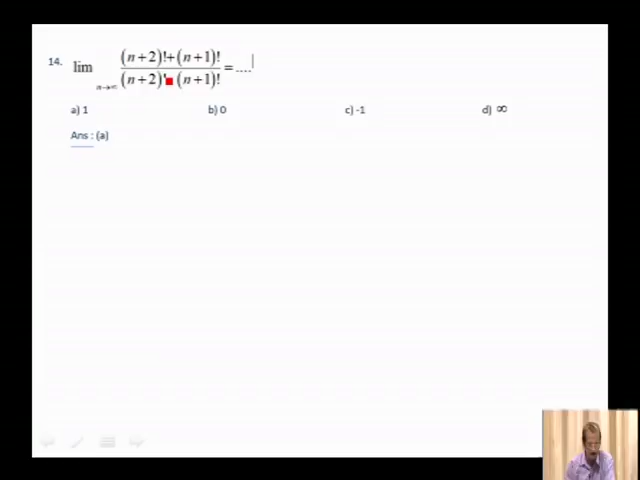 14. lim n→∞ (n+2)!+(n+1)! / (n+2)! (n+1)! = ....
a) 1 b) 0 c) -1 d) ∞
Ans : (a)